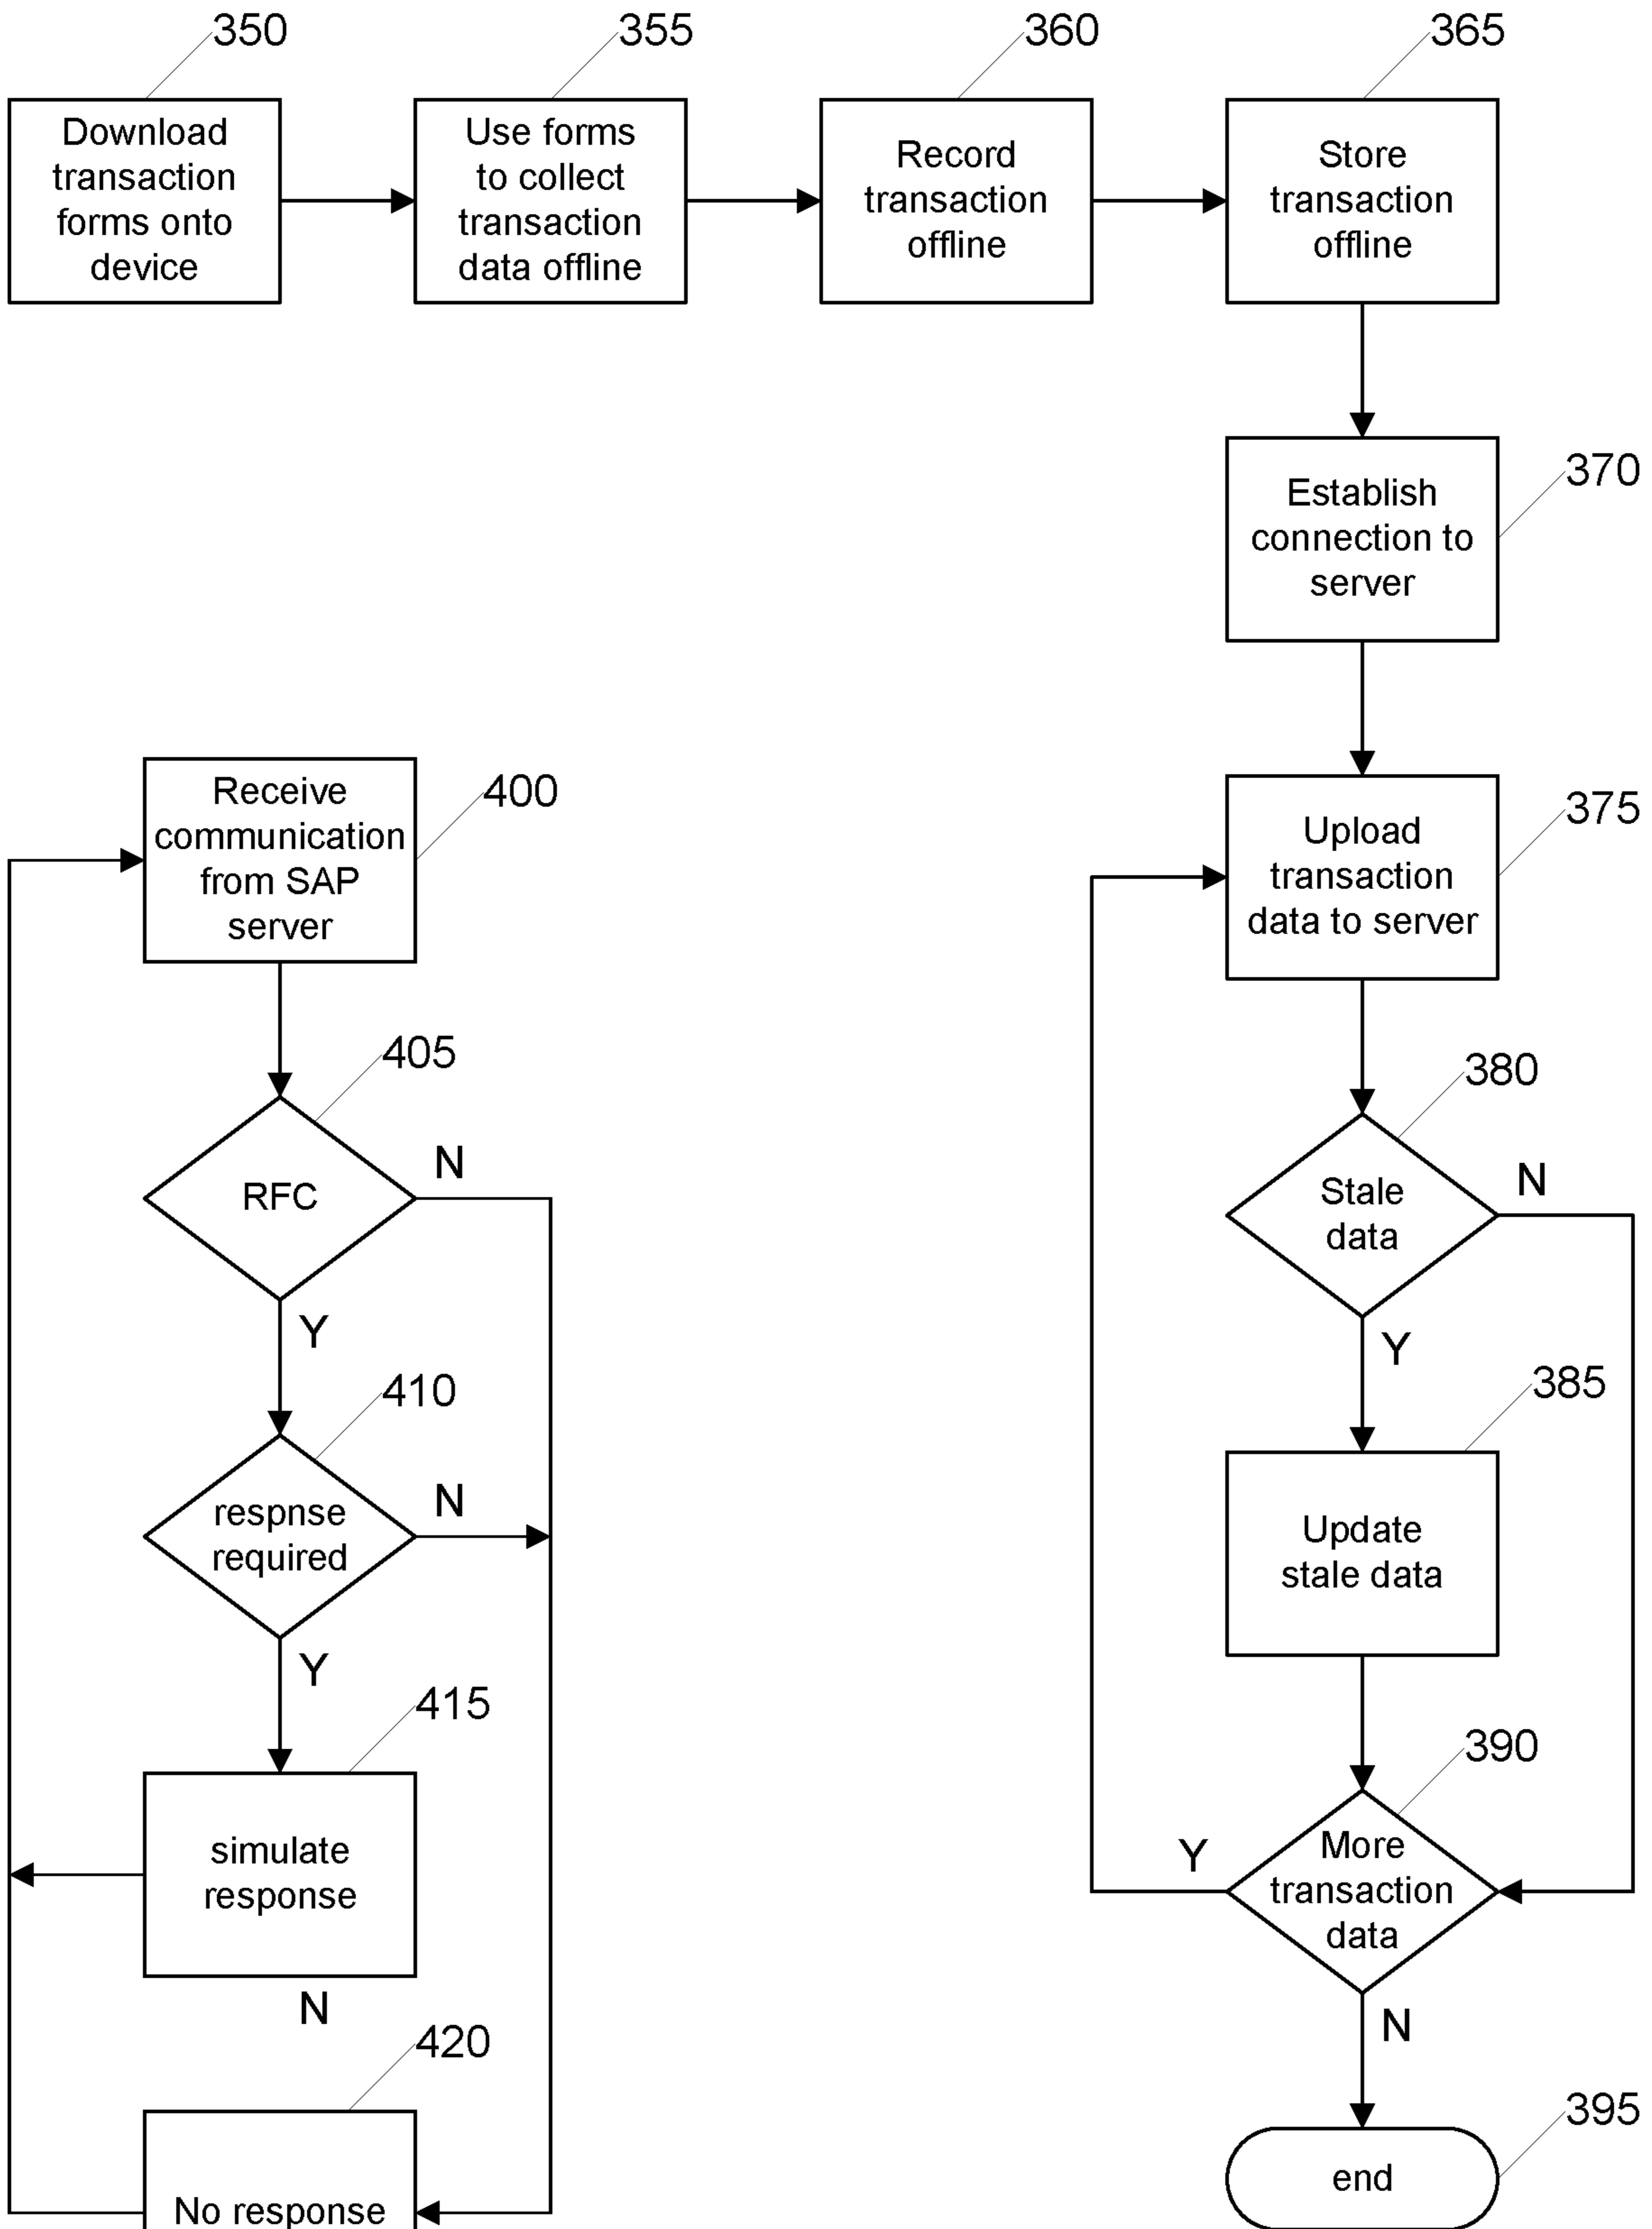 350
355
360
365
Download
transaction
forms onto
device
Use forms
to collect
transaction
data offline
Record
transaction
offline
Store
transaction
offline
370
Establish
connection to
server
375
Upload
transaction
data to server
380
Stale
data
N
Y
385
Update
stale data
390
More
transaction
data
Y
N
395
end
400
Receive
communication
from SAP
server
405
RFC
N
Y
410
respnse
required
N
Y
415
simulate
response
N
420
No response